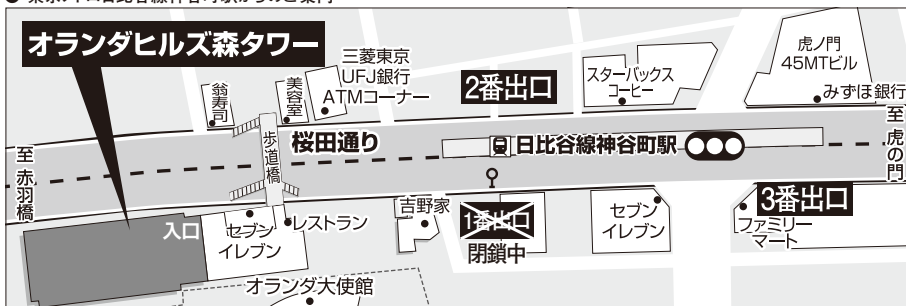 オランダヒルズ森タワー
翁寿司
美容室
三菱東京
UFJ銀行
ATMコーナー
2番出口
スターバックス
コーヒー
虎ノ門
45MTビル
みずほ銀行
至 赤羽橋
歩道橋
桜田通り
日比谷線神谷町駅
至 虎の門
入口
セブン
イレブン
レストラン
吉野家
1番出口
閉鎖中
セブン
イレブン
3番出口
ファミリー
マート
オランダ大使館